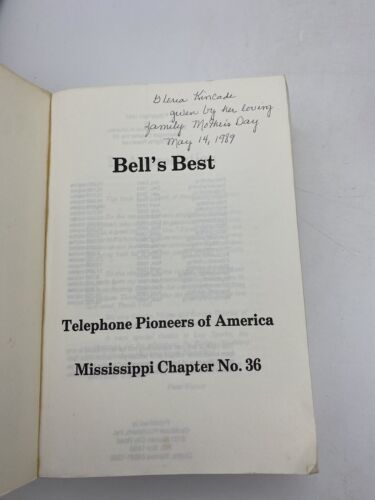 Gloria Kincade
given by her loving
family Mother's Day
May 14, 1989
Bell's Best
Telephone Pioneers of America
Mississippi Chapter No. 36